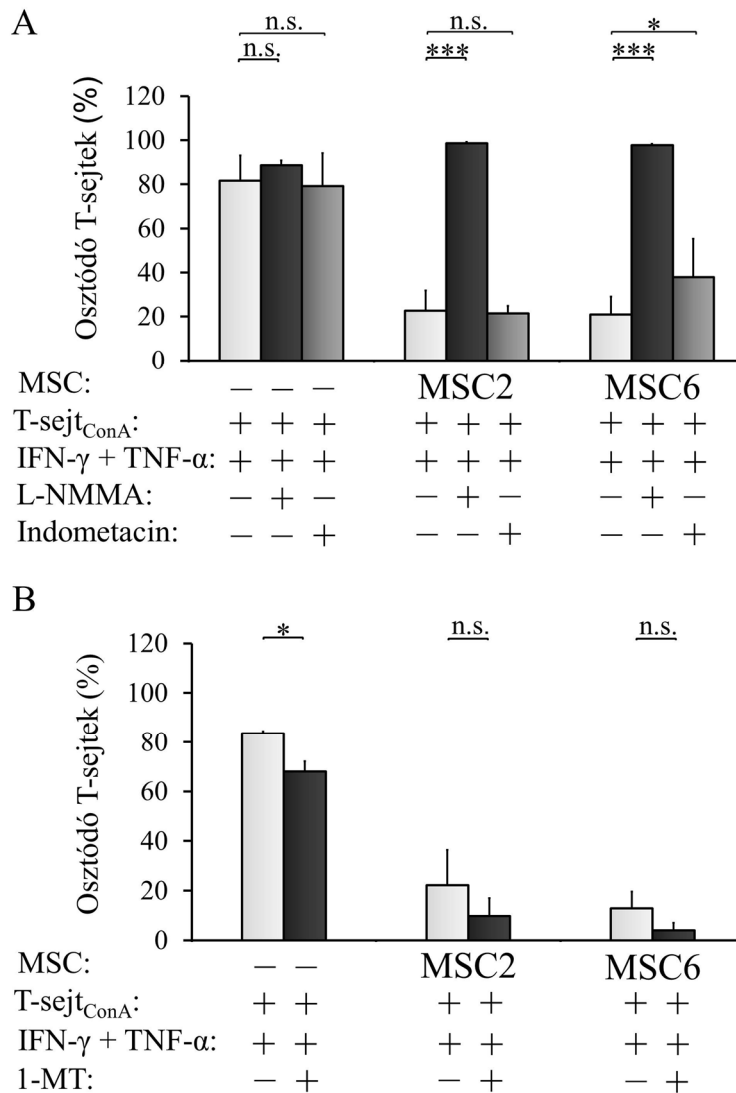 A
n.s. n.s. *
n.s. *** ***
Osztódó T-sejtek (%)
120
100
80
60
40
20
0
MSC: – – – MSC2 MSC6
T-sejtConA: + + + + + + + + +
IFN-γ + TNF-α: + + + + + + + + +
L-NMMA: – + – – + – – + –
Indometacin: – – + – – + – – +
B
* n.s. n.s.
Osztódó T-sejtek (%)
120
100
80
60
40
20
0
MSC: – – MSC2 MSC6
T-sejtConA: + + + + + +
IFN-γ + TNF-α: + + + + + +
1-MT: – + – + – +